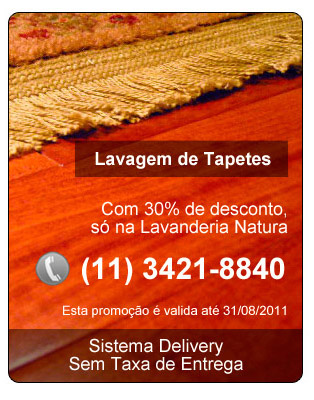 Lavagem de Tapetes
Com 30% de desconto,
só na Lavanderia Natura
(11) 3421-8840
Esta promoção é valida até 31/08/2011
Sistema Delivery
Sem Taxa de Entrega